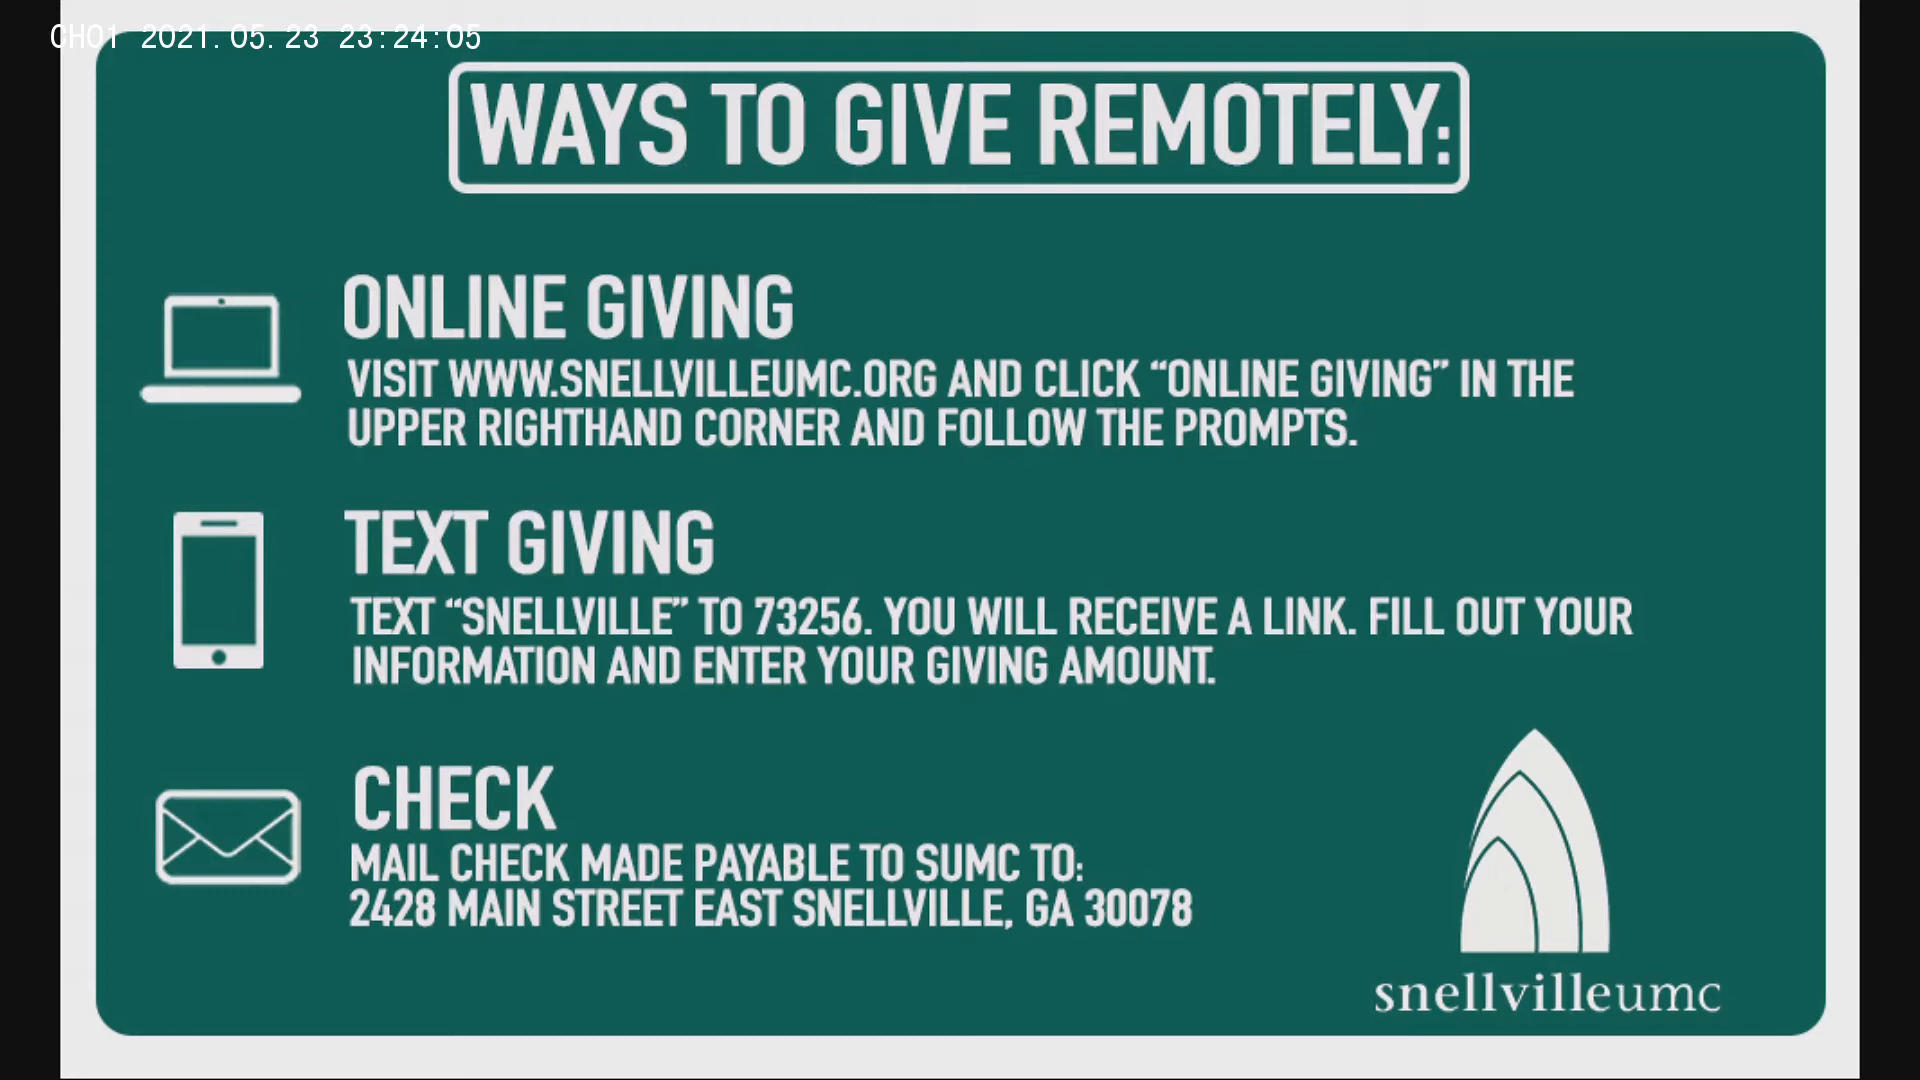 CH01 2021.05.23 23:24:05
WAYS TO GIVE REMOTELY:
ONLINE GIVING
VISIT WWW.SNELLVILLEUMC.ORG AND CLICK “ONLINE GIVING” IN THE
UPPER RIGHTHAND CORNER AND FOLLOW THE PROMPTS.
TEXT GIVING
TEXT “SNELLVILLE” TO 73256. YOU WILL RECEIVE A LINK. FILL OUT YOUR
INFORMATION AND ENTER YOUR GIVING AMOUNT.
CHECK
MAIL CHECK MADE PAYABLE TO SUMC TO:
2428 MAIN STREET EAST SNELLVILLE, GA 30078
snellvilleumc